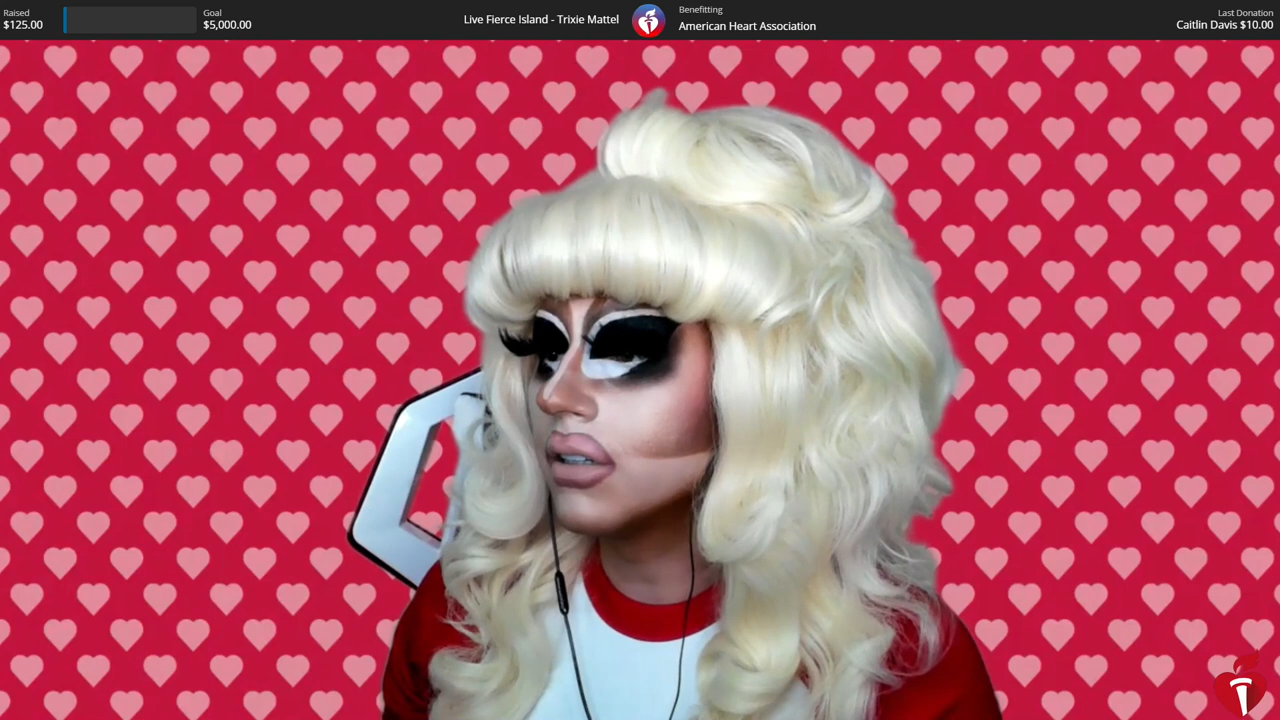 Raised
$125.00
Goal
$5,000.00
Live Fierce Island - Trixie Mattel
Benefitting
American Heart Association
Last Donation
Caitlin Davis $10.00